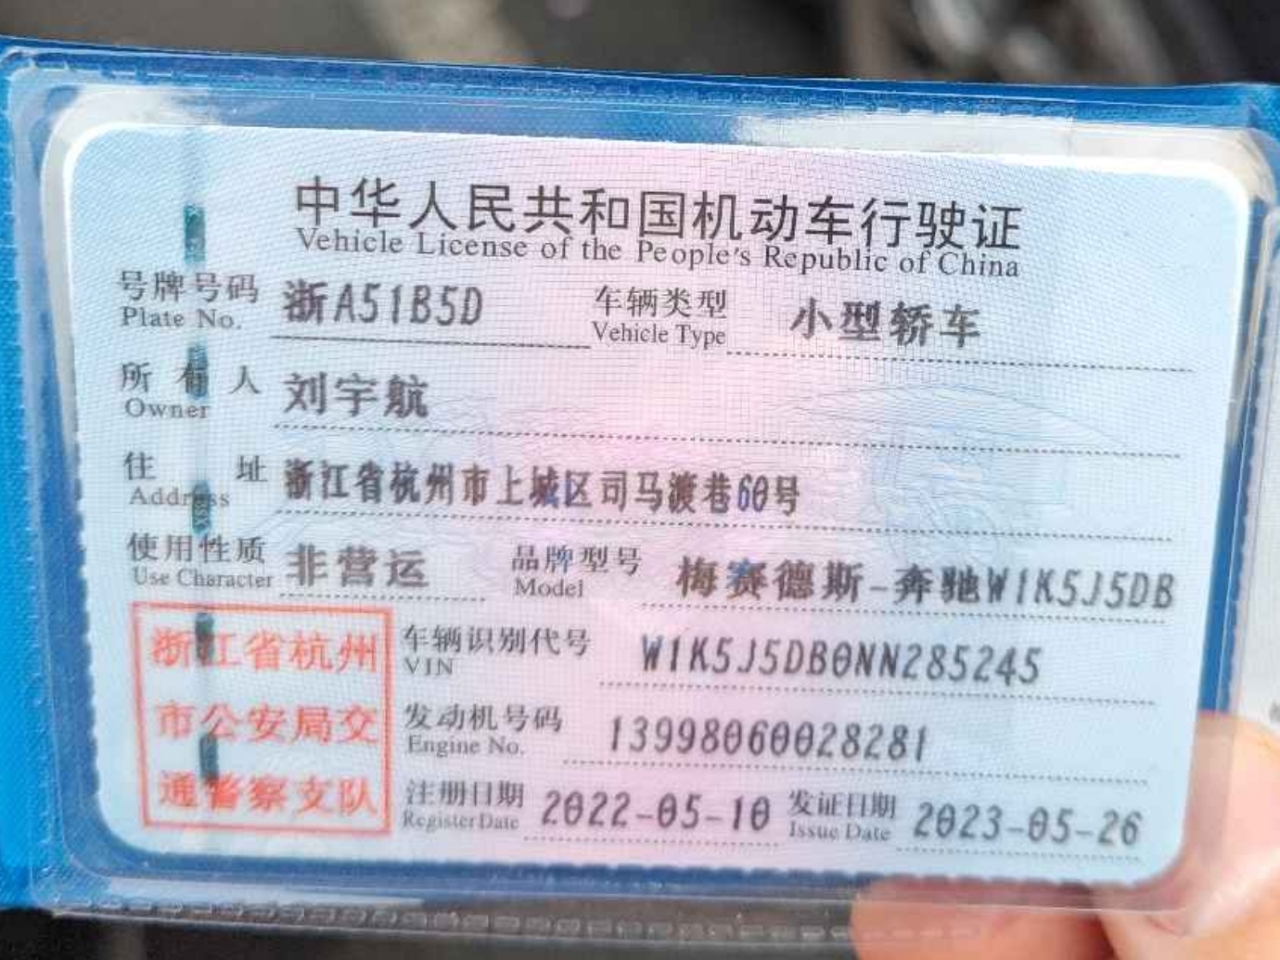 中华人民共和国机动车行驶证
Vehicle License of the People's Republic of China
号牌号码 浙A51B5D 车辆类型 小型轿车
Plate No. Vehicle Type
所有人 刘宇航
Owner
住址 浙江省杭州市上城区司马渡巷60号
Address
使用性质 非营运 品牌型号 梅赛德斯-奔驰W1K5J5DB
Use Character Model
浙江省杭州
市公安局交
通警察支队
车辆识别代号 W1K5J5DB0NN285245
VIN
发动机号码 13998060028281
Engine No.
注册日期 2022-05-10 发证日期 2023-05-26
Register Date Issue Date